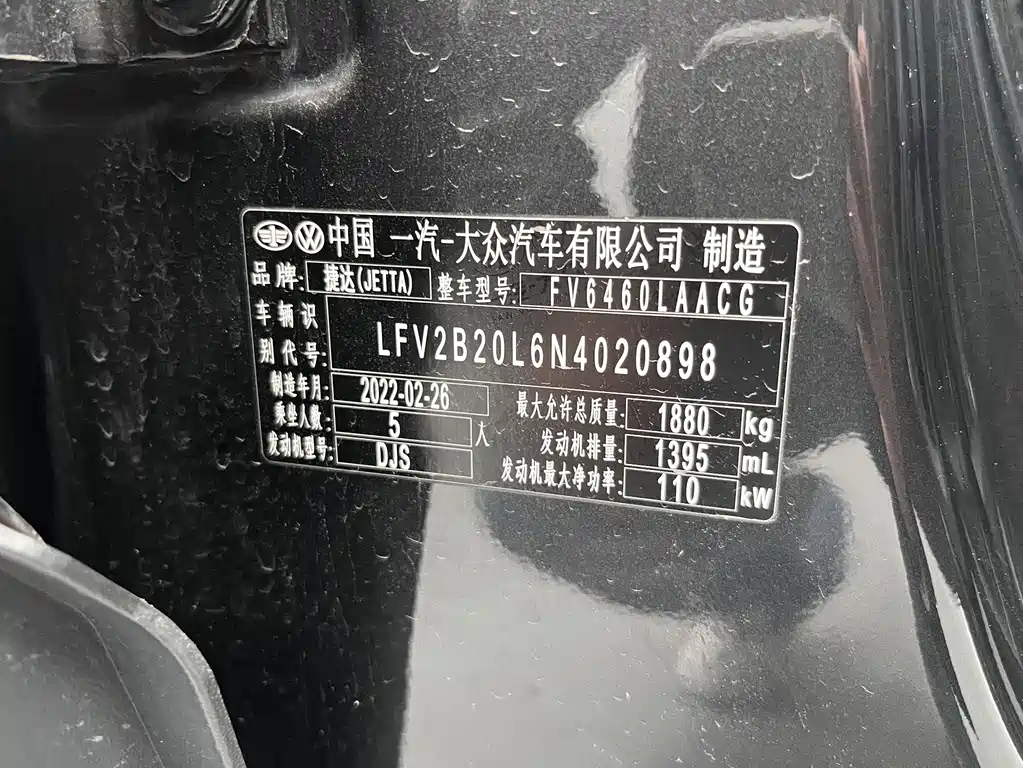 中国 一汽-大众汽车有限公司 制造
品牌: 捷达(JETTA) 整车型号: FV6460LAACG
车辆识别代号: LFV2B20L6N4020898
制造年月: 2022-02-26 最大允许总质量: 1880 kg
乘坐人数: 5 人 发动机排量: 1395 mL
发动机型号: DJS 发动机最大净功率: 110 kW